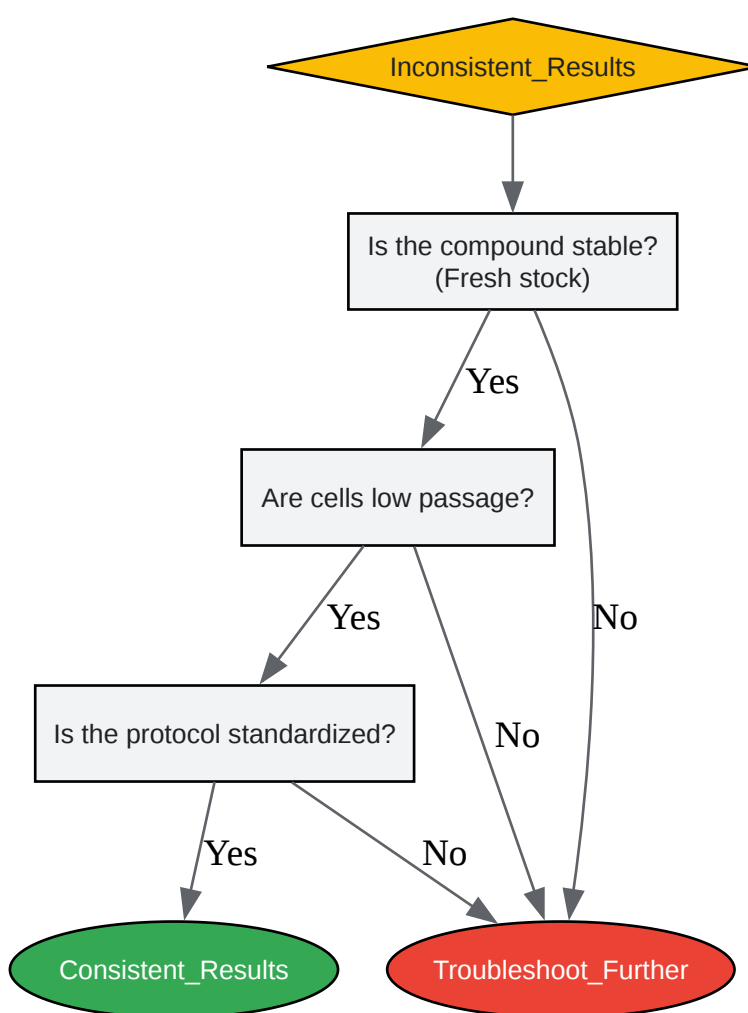 Inconsistent_Results
Is the compound stable?
(Fresh stock)
Yes
Are cells low passage?
Yes
No
Is the protocol standardized?
No
Yes
No
Consistent_Results
Troubleshoot_Further